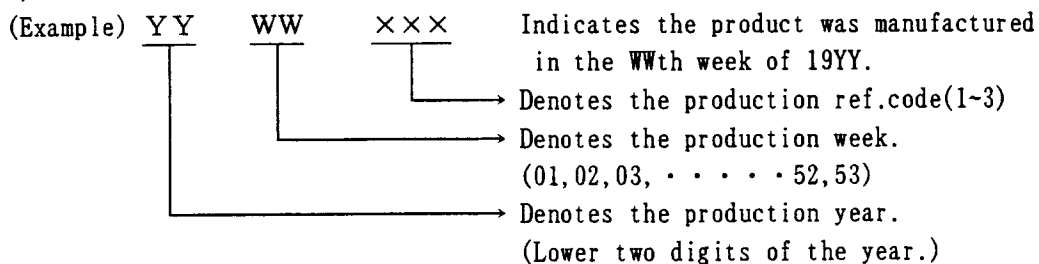 (Example) YY WW ××× Indicates the product was manufactured
in the WWth week of 19YY.
Denotes the production ref.code(1~3)
Denotes the production week.
(01,02,03, · · · · · 52,53)
Denotes the production year.
(Lower two digits of the year.)